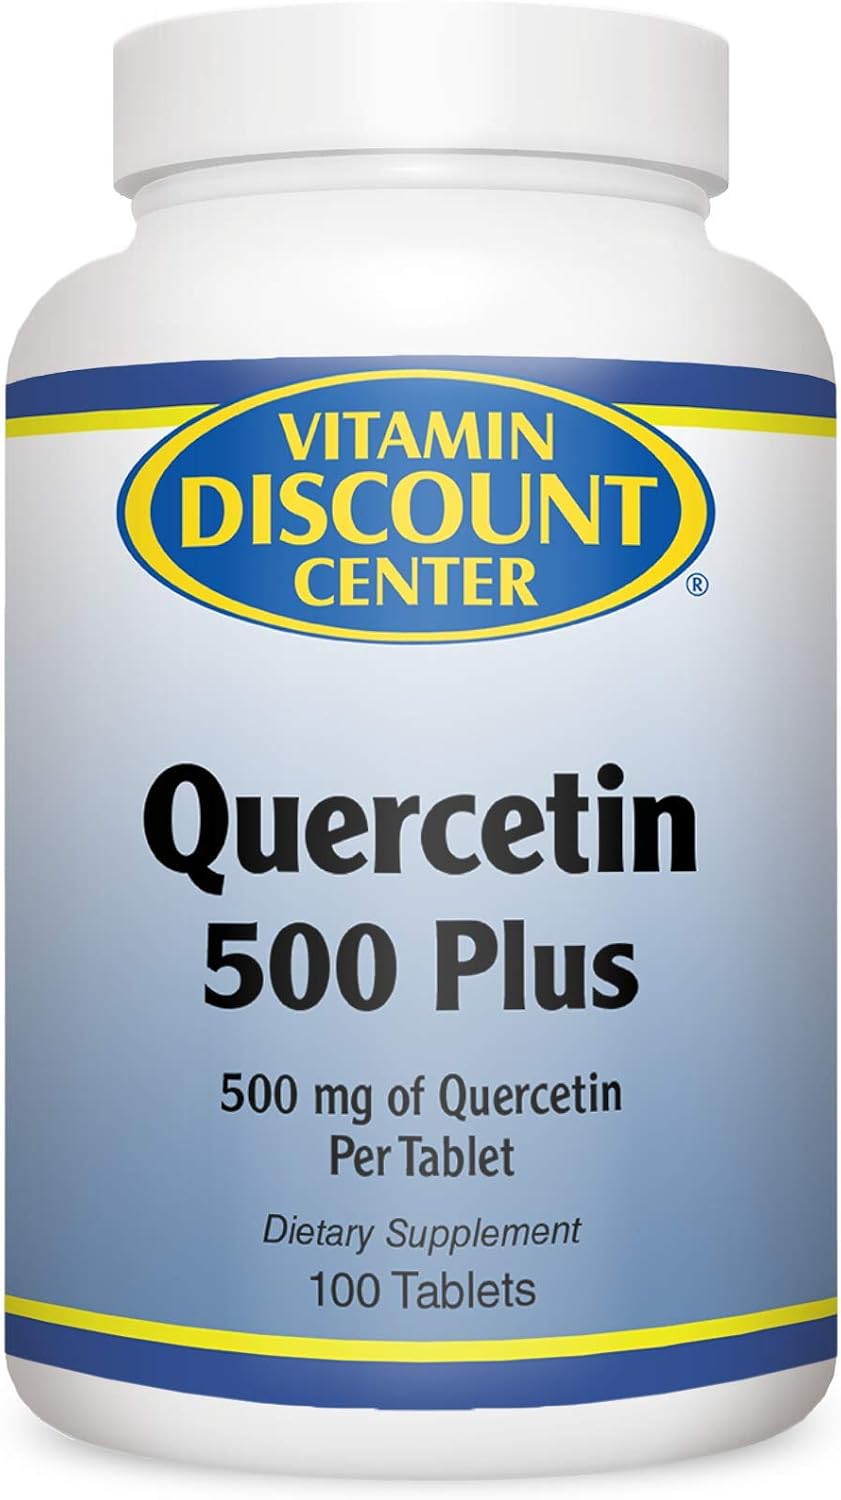 VITAMIN
DISCOUNT
CENTER
®
Quercetin
500 Plus
500 mg of Quercetin
Per Tablet
Dietary Supplement
100 Tablets